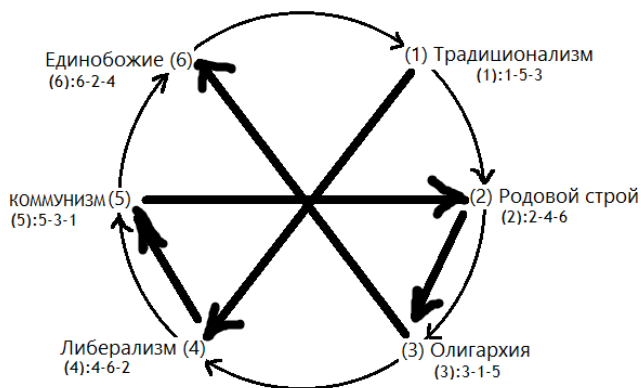 Единобожие (6)
(6):6-2-4
(1) Традиционализм
(1):1-5-3
коммунизм (5)
(5):5-3-1
(2) Родовой строй
(2):2-4-6
Либерализм (4)
(4):4-6-2
(3) Олигархия
(3):3-1-5